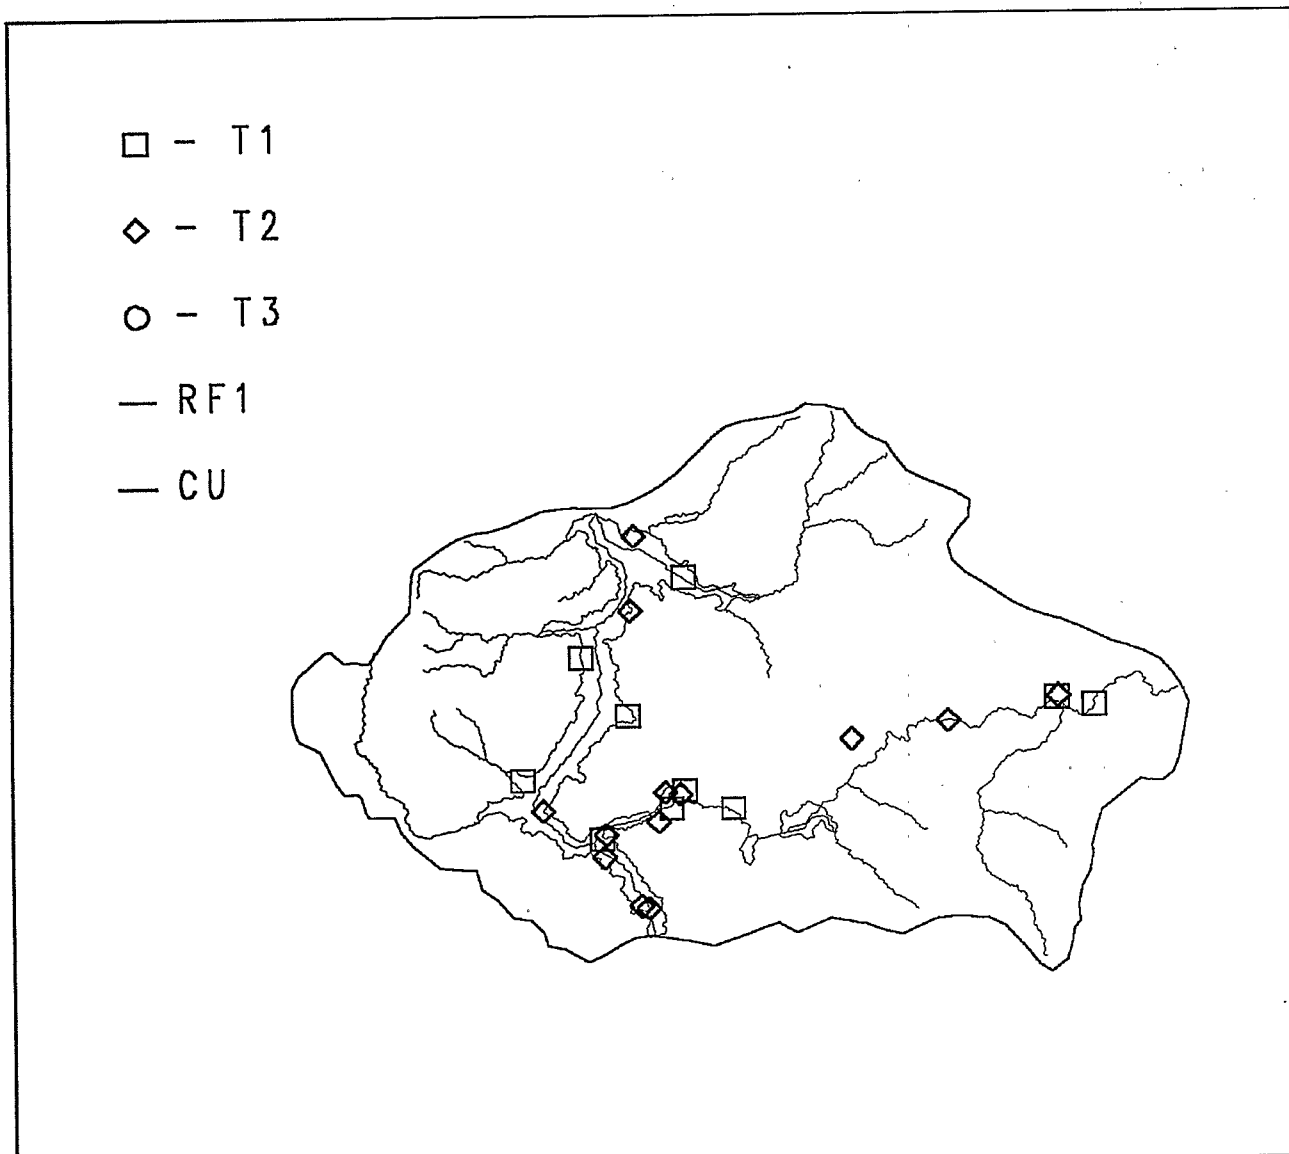 □ - T1
◇ - T2
○ - T3
— RF1
— CU